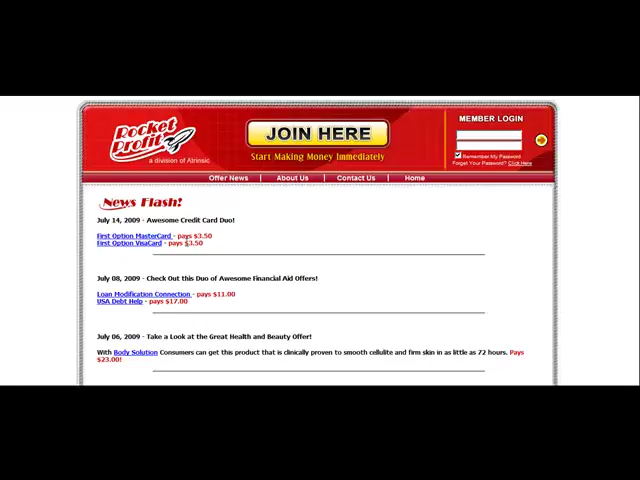 Rocket
Profit
a division of Atrinsic
JOIN HERE
Start Making Money Immediately
MEMBER LOGIN
Remember My Password
Forget Your Password? Click Here
Offer News | About Us | Contact Us | Home
News Flash!
July 14, 2009 - Awesome Credit Card Duo!
First Option MasterCard - pays $3.50
First Option VisaCard - pays $3.50
July 08, 2009 - Check Out this Duo of Awesome Financial Aid Offers!
Loan Modification Connection - pays $11.00
USA Debt Help - pays $17.00
July 06, 2009 - Take a Look at the Great Health and Beauty Offer!
With Body Solution Consumers can get this product that is clinically proven to smooth cellulite and firm skin in as little as 72 hours. Pays
$23.00!